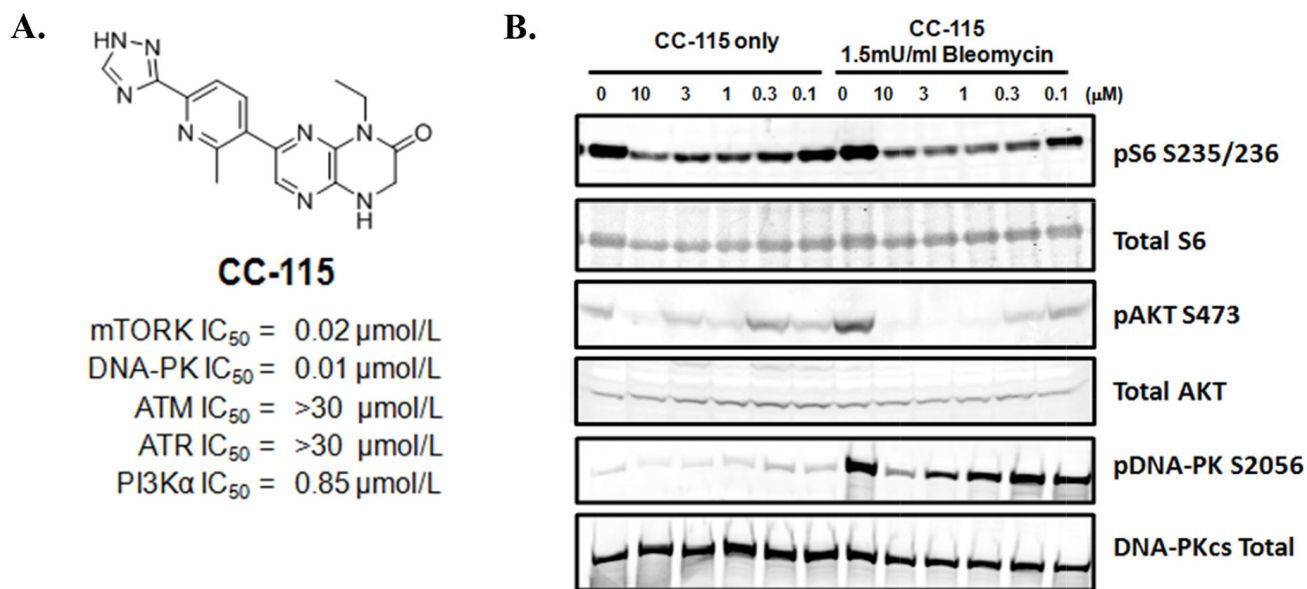 A.
HN
N
N
N
N
N
O
N
N
H
CC-115
mTORK IC50 = 0.02 µmol/L
DNA-PK IC50 = 0.01 µmol/L
ATM IC50 = >30 µmol/L
ATR IC50 = >30 µmol/L
PI3Kα IC50 = 0.85 µmol/L
B.
CC-115 only
CC-115
1.5mU/ml Bleomycin
0 10 3 1 0.3 0.1 0 10 3 1 0.3 0.1 (µM)
pS6 S235/236
Total S6
pAKT S473
Total AKT
pDNA-PK S2056
DNA-PKcs Total